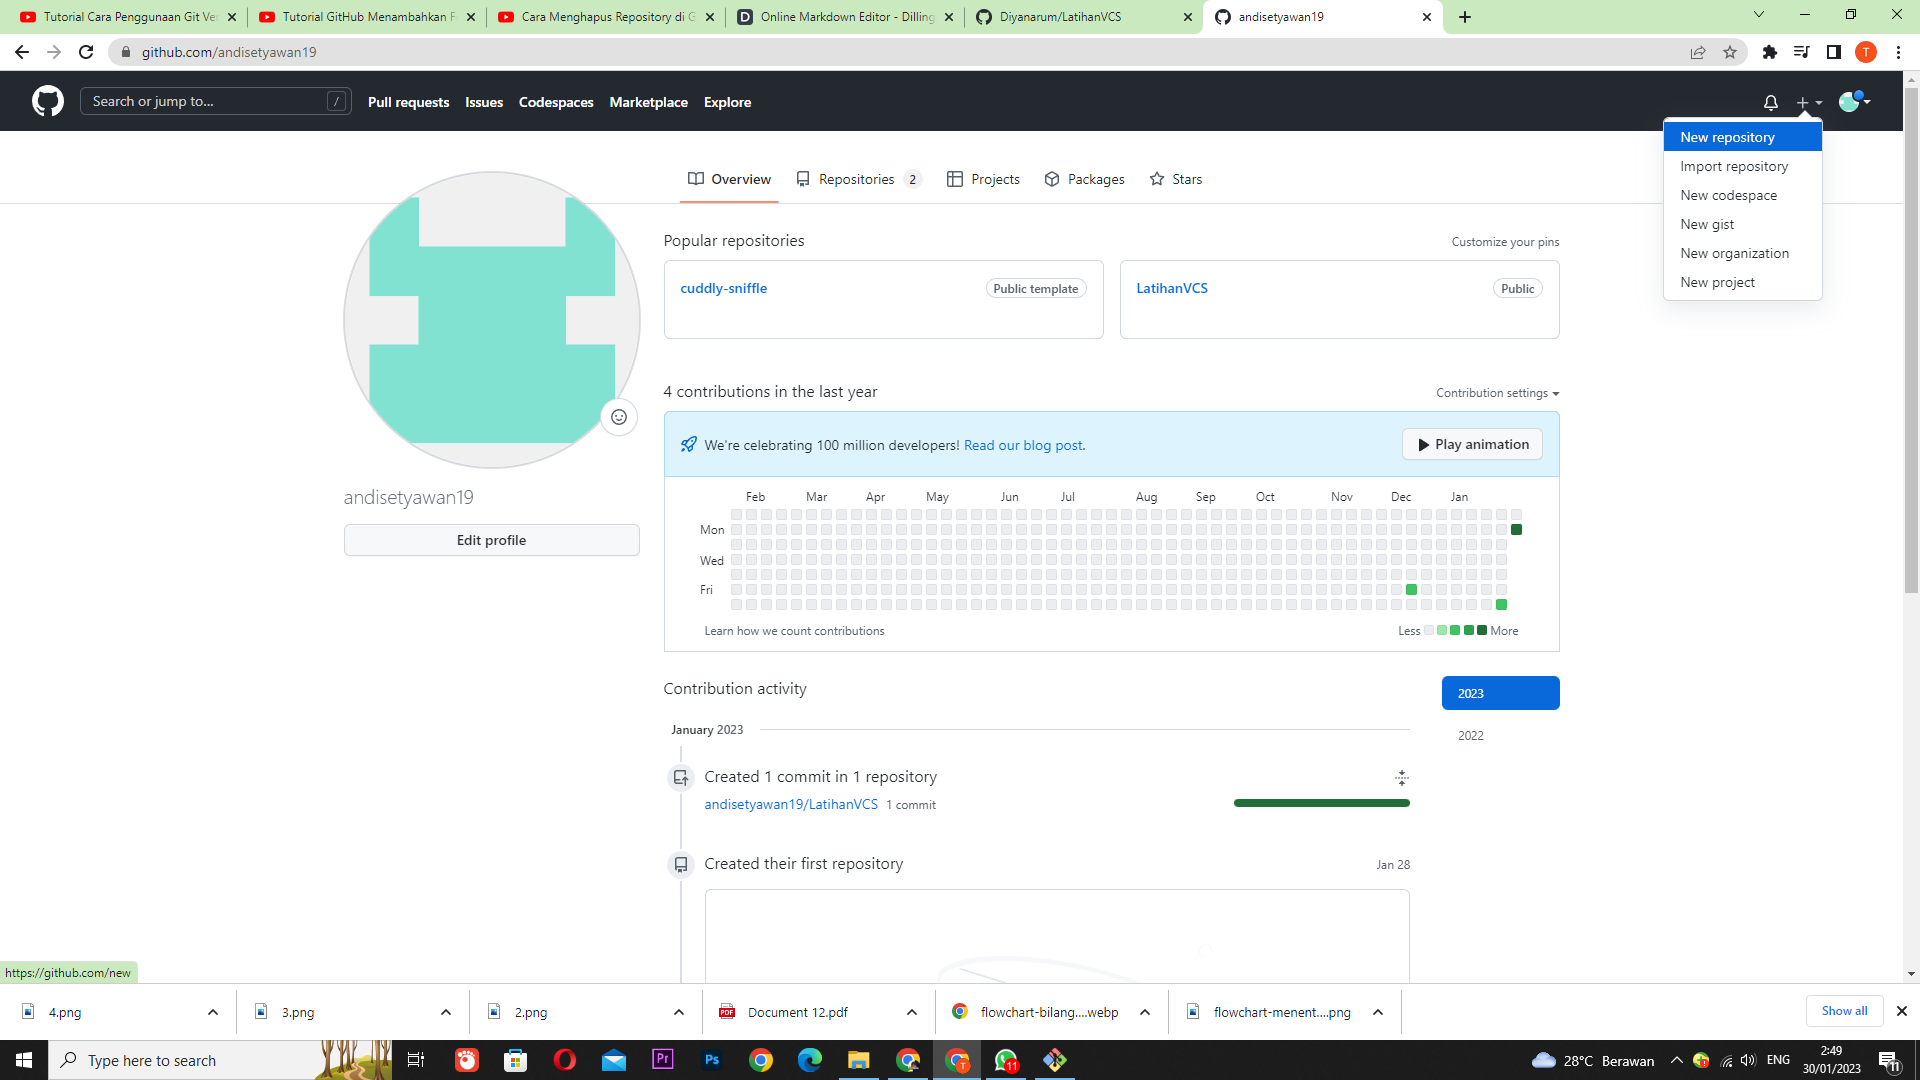 Tutorial Cara Penggunaan Git Ver
Tutorial GitHub Menambahkan F
Cara Menghapus Repository di G
Online Markdown Editor - Dilling
Diyanarum/LatihanVCS
andisetyawan19
github.com/andisetyawan19
T
Search or jump to...
/
Pull requests
Issues
Codespaces
Marketplace
Explore
New repository
Import repository
New codespace
New gist
New organization
New project
Overview
Repositories 2
Projects
Packages
Stars
Popular repositories
Customize your pins
cuddly-sniffle
Public template
LatihanVCS
Public
andisetyawan19
Edit profile
4 contributions in the last year
Contribution settings
We're celebrating 100 million developers! Read our blog post.
Play animation
Feb Mar Apr May Jun Jul Aug Sep Oct Nov Dec Jan
Mon
Wed
Fri
Learn how we count contributions
Less
More
Contribution activity
2023
2022
January 2023
Created 1 commit in 1 repository
andisetyawan19/LatihanVCS 1 commit
Created their first repository
Jan 28
https://github.com/new
4.png
3.png
2.png
PDF
Document 12.pdf
flowchart-bilang....webp
flowchart-menent....png
Show all
Type here to search
Pr
Ps
T
11
28°C Berawan
ENG
2:49
30/01/2023
11